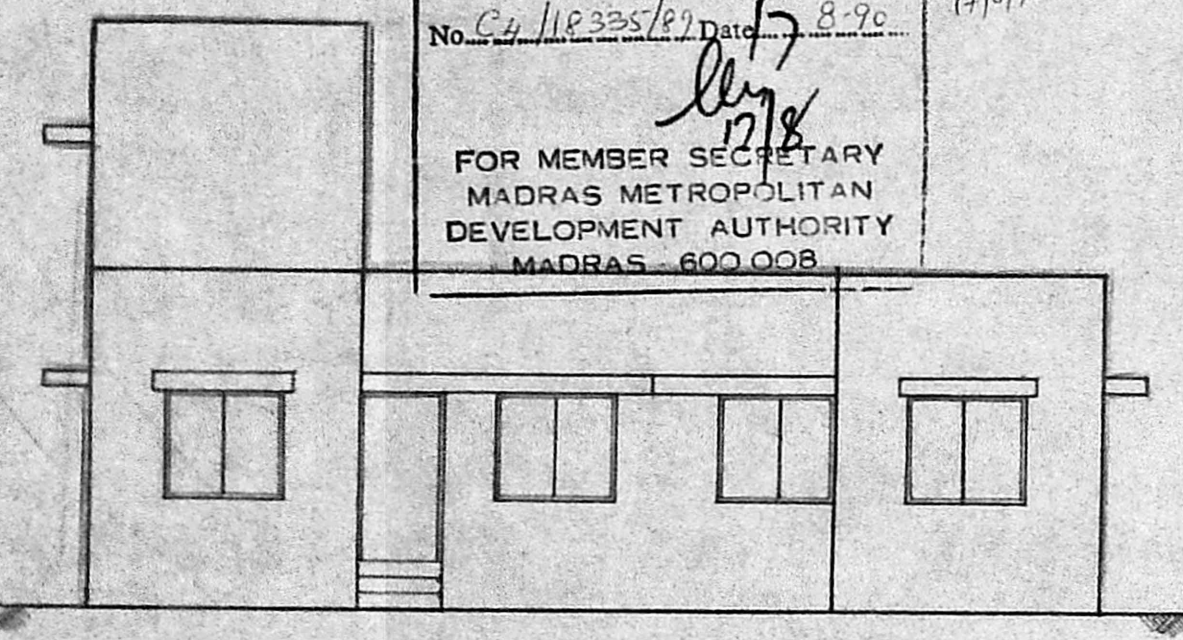 No. C4/18335/89 Date 17 8-90
17/8
FOR MEMBER SECRETARY
MADRAS METROPOLITAN
DEVELOPMENT AUTHORITY
MADRAS - 600 008